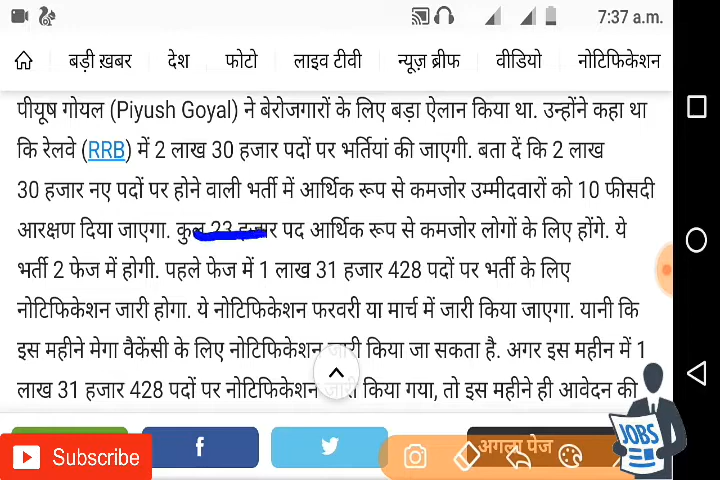 7:37 a.m.
बड़ी ख़बर देश फोटो लाइव टीवी न्यूज़ ब्रीफ वीडियो नोटिफिकेशन
पीयूष गोयल (Piyush Goyal) ने बेरोजगारों के लिए बड़ा ऐलान किया था. उन्होंने कहा था
कि रेलवे (RRB) में 2 लाख 30 हजार पदों पर भर्तियां की जाएगी. बता दें कि 2 लाख
30 हजार नए पदों पर होने वाली भर्ती में आर्थिक रूप से कमजोर उम्मीदवारों को 10 फीसदी
आरक्षण दिया जाएगा. कुल 23 हजार पद आर्थिक रूप से कमजोर लोगों के लिए होंगे. ये
भर्ती 2 फेज में होगी. पहले फेज में 1 लाख 31 हजार 428 पदों पर भर्ती के लिए
नोटिफिकेशन जारी होगा. ये नोटिफिकेशन फरवरी या मार्च में जारी किया जाएगा. यानी कि
इस महीने मेगा वैकेंसी के लिए नोटिफिकेशन जारी किया जा सकता है. अगर इस महीन में 1
लाख 31 हजार 428 पदों पर नोटिफिकेशन जारी किया गया, तो इस महीने ही आवेदन की
JOBS
अगला पेज
Subscribe